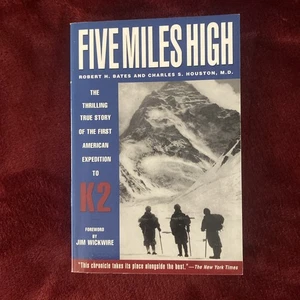 FIVE MILES HIGH
ROBERT H. BATES AND CHARLES S. HOUSTON, M.D.
THE
THRILLING
TRUE STORY
OF THE FIRST
AMERICAN
EXPEDITION
TO
K2
FOREWORD
BY
JIM WICKWIRE
"This chronicle takes its place alongside the best."—The New York Times